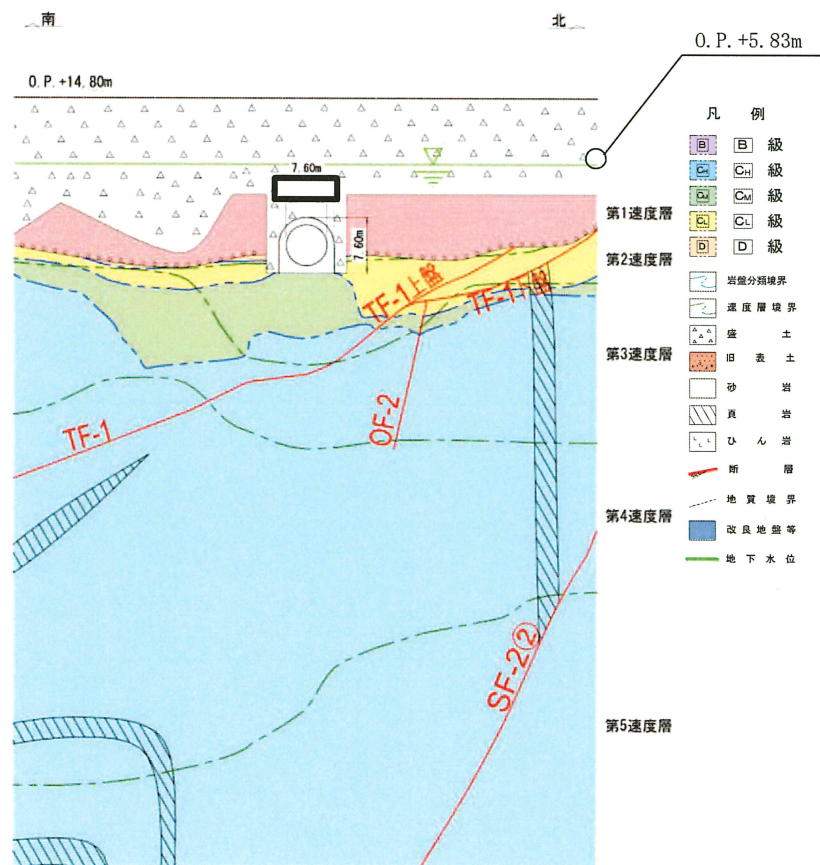 南
北
O.P.+5.83m
O.P.+14.80m
7.60m
7.60m
TF-1上盤
TF-1下盤
TF-1
OF-2
SF-2②
第1速度層
第2速度層
第3速度層
第4速度層
第5速度層
凡 例
B B 級
CH CH 級
CM CM 級
CL CL 級
D D 級
岩盤分類境界
速度層境界
盛 土
旧 表 土
砂 岩
頁 岩
ひ ん 岩
断 層
地 質 境 界
改 良 地 盤 等
地 下 水 位